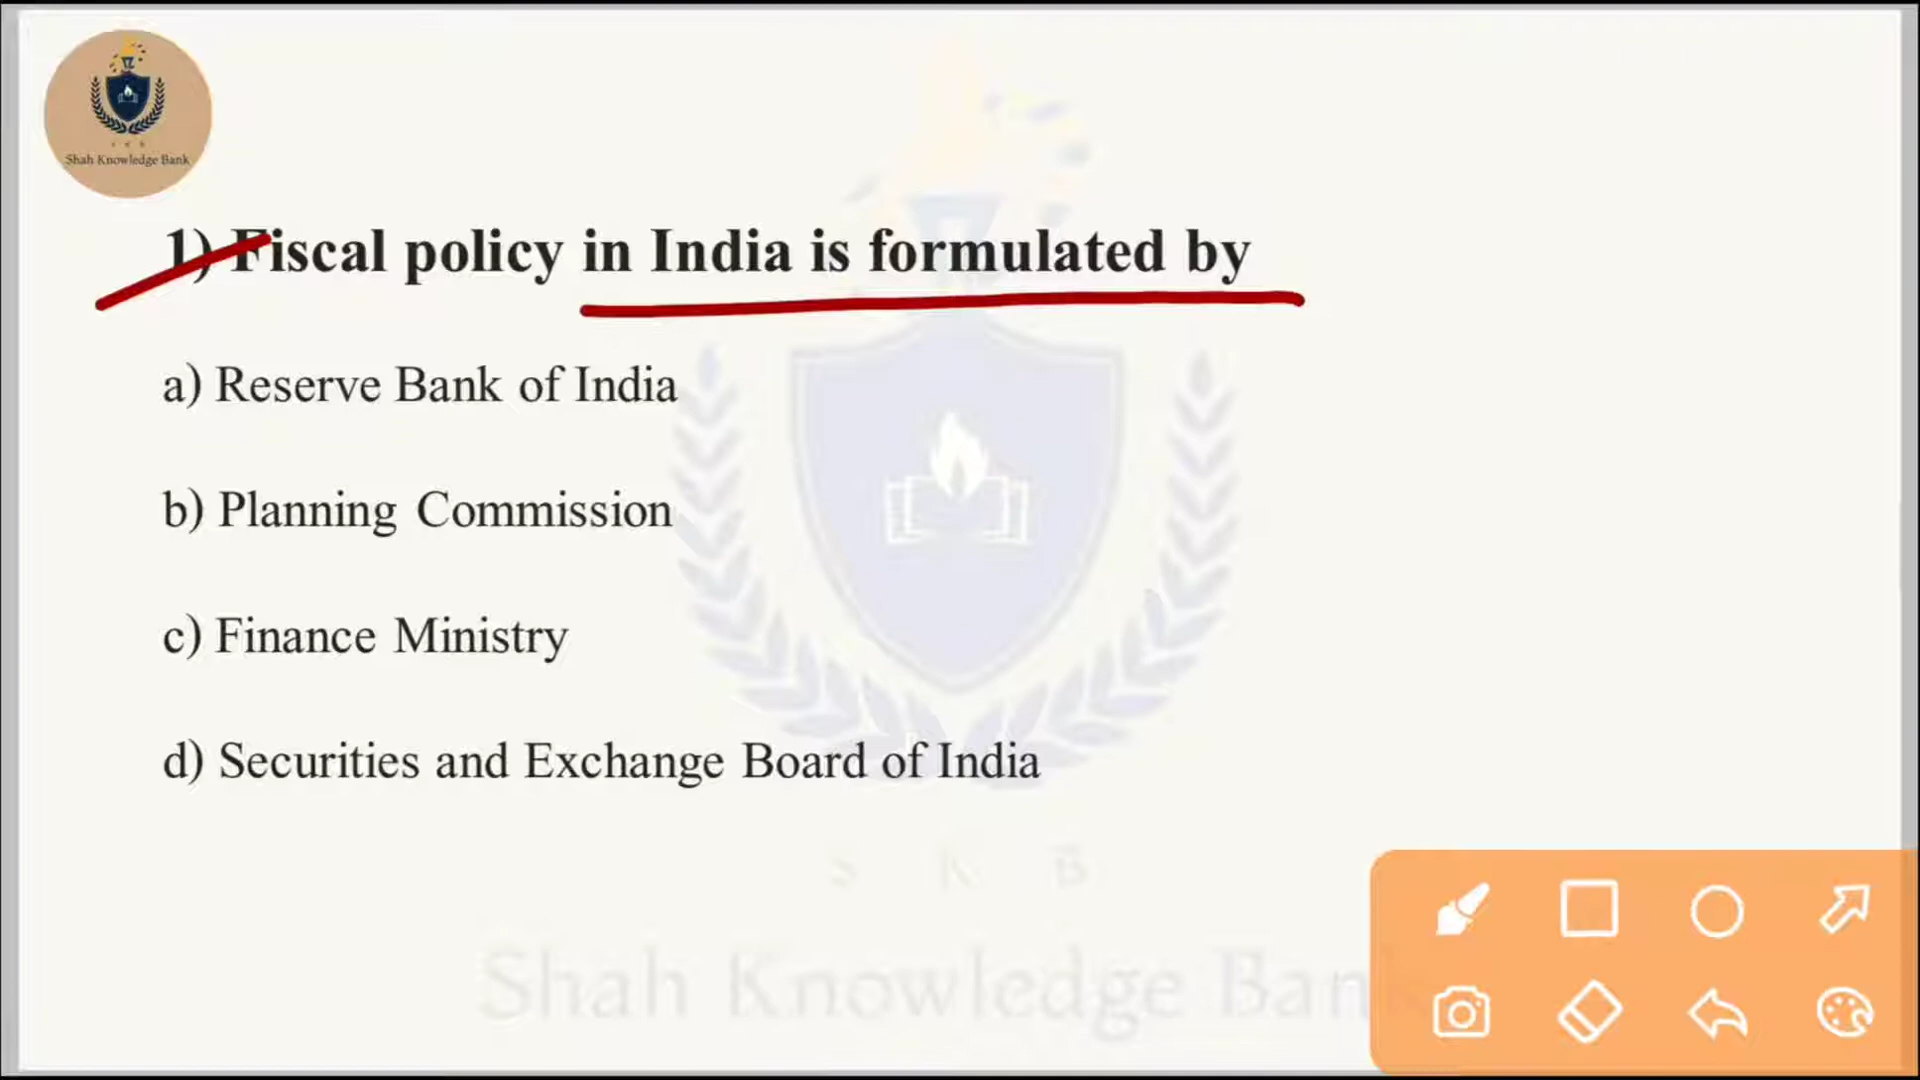 Shah Knowledge Bank
1) Fiscal policy in India is formulated by
a) Reserve Bank of India
b) Planning Commission
c) Finance Ministry
d) Securities and Exchange Board of India
S K B
Shah Knowledge Bank